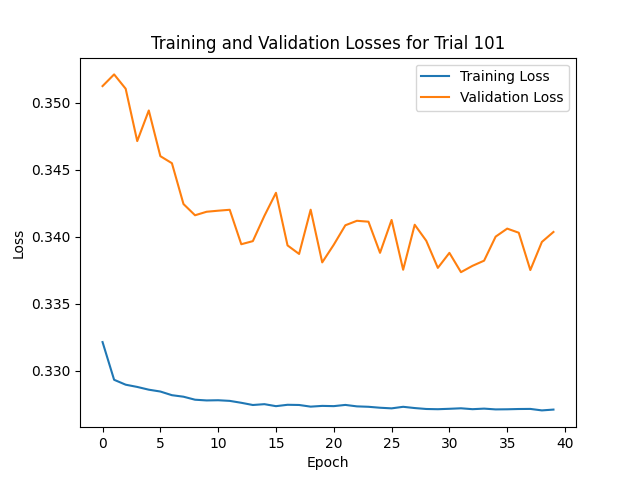 Training and Validation Losses for Trial 101
Training Loss
Validation Loss
0.350
0.345
0.340
0.335
0.330
Loss
0
5
10
15
20
25
30
35
40
Epoch